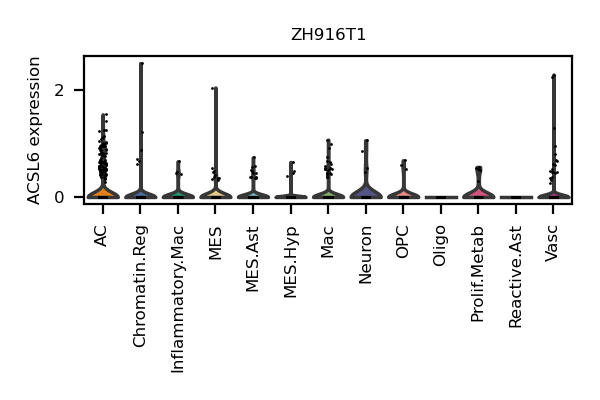 ZH916T1
ACSL6 expression
2
0
AC
Chromatin.Reg
Inflammatory.Mac
MES
MES.Ast
MES.Hyp
Mac
Neuron
OPC
Oligo
Prolif.Metab
Reactive.Ast
Vasc